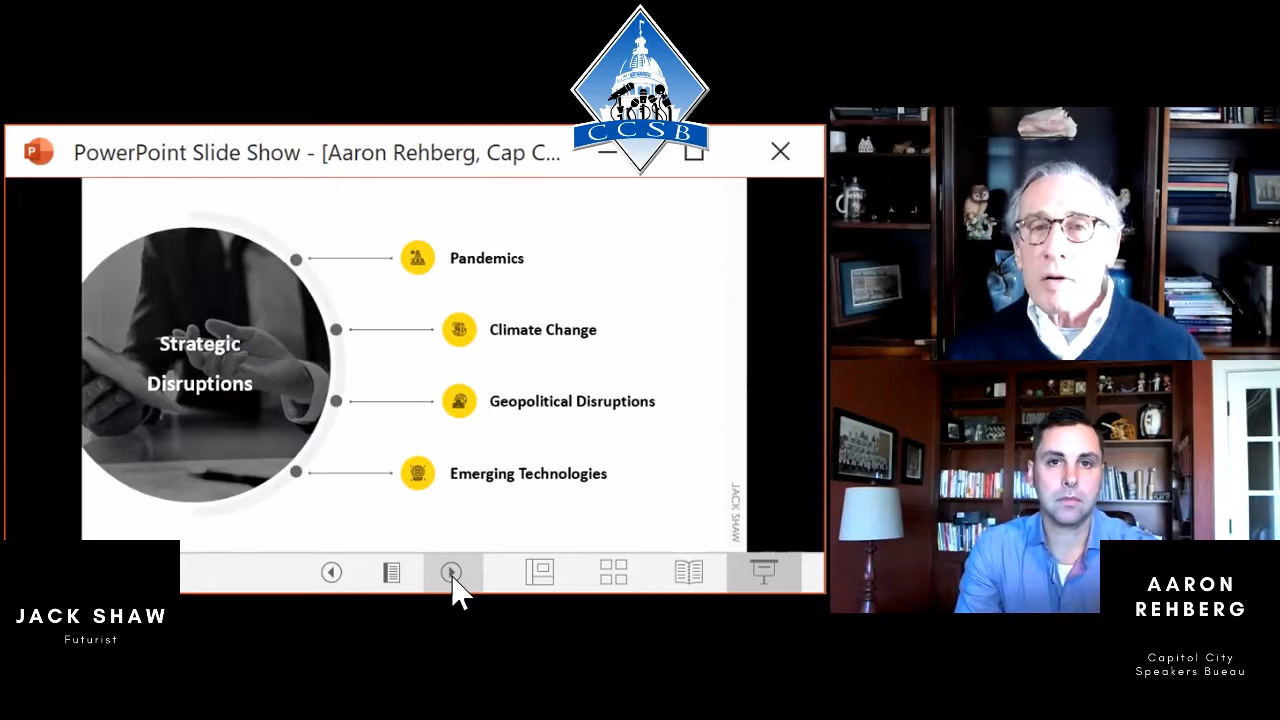 CCSB
PowerPoint Slide Show - [Aaron Rehberg, Cap C...
Strategic
Disruptions
Pandemics
Climate Change
Geopolitical Disruptions
Emerging Technologies
JACK SHAW
JACK SHAW
Futurist
AARON
REHBERG
Capitol City
Speakers Bueau